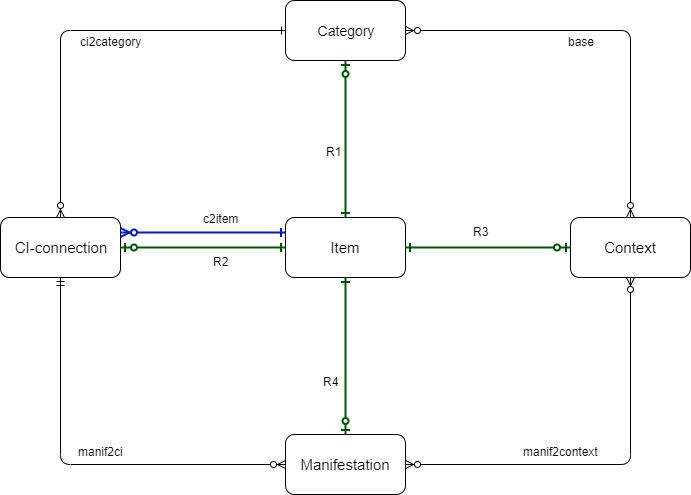 Category
ci2category
base
R1
c2item
CI-connection
Item
R3
Context
R2
R4
manif2ci
manif2context
Manifestation